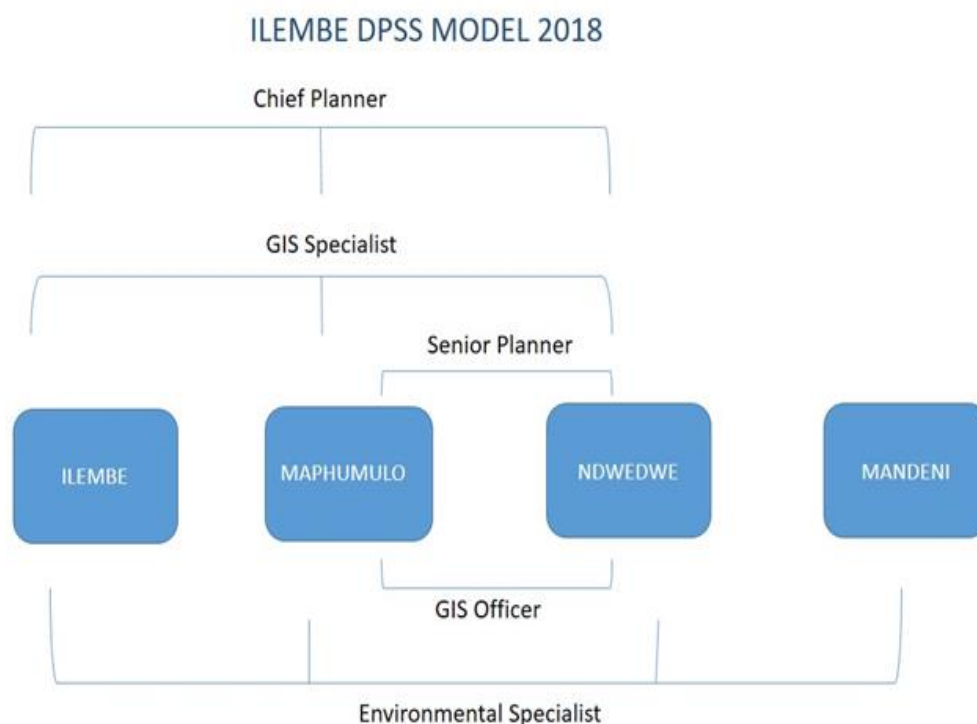 ILEMBE DPSS MODEL 2018
Chief Planner
GIS Specialist
Senior Planner
ILEMBE
MAPHUMULO
NDWEDWE
MANDENI
GIS Officer
Environmental Specialist